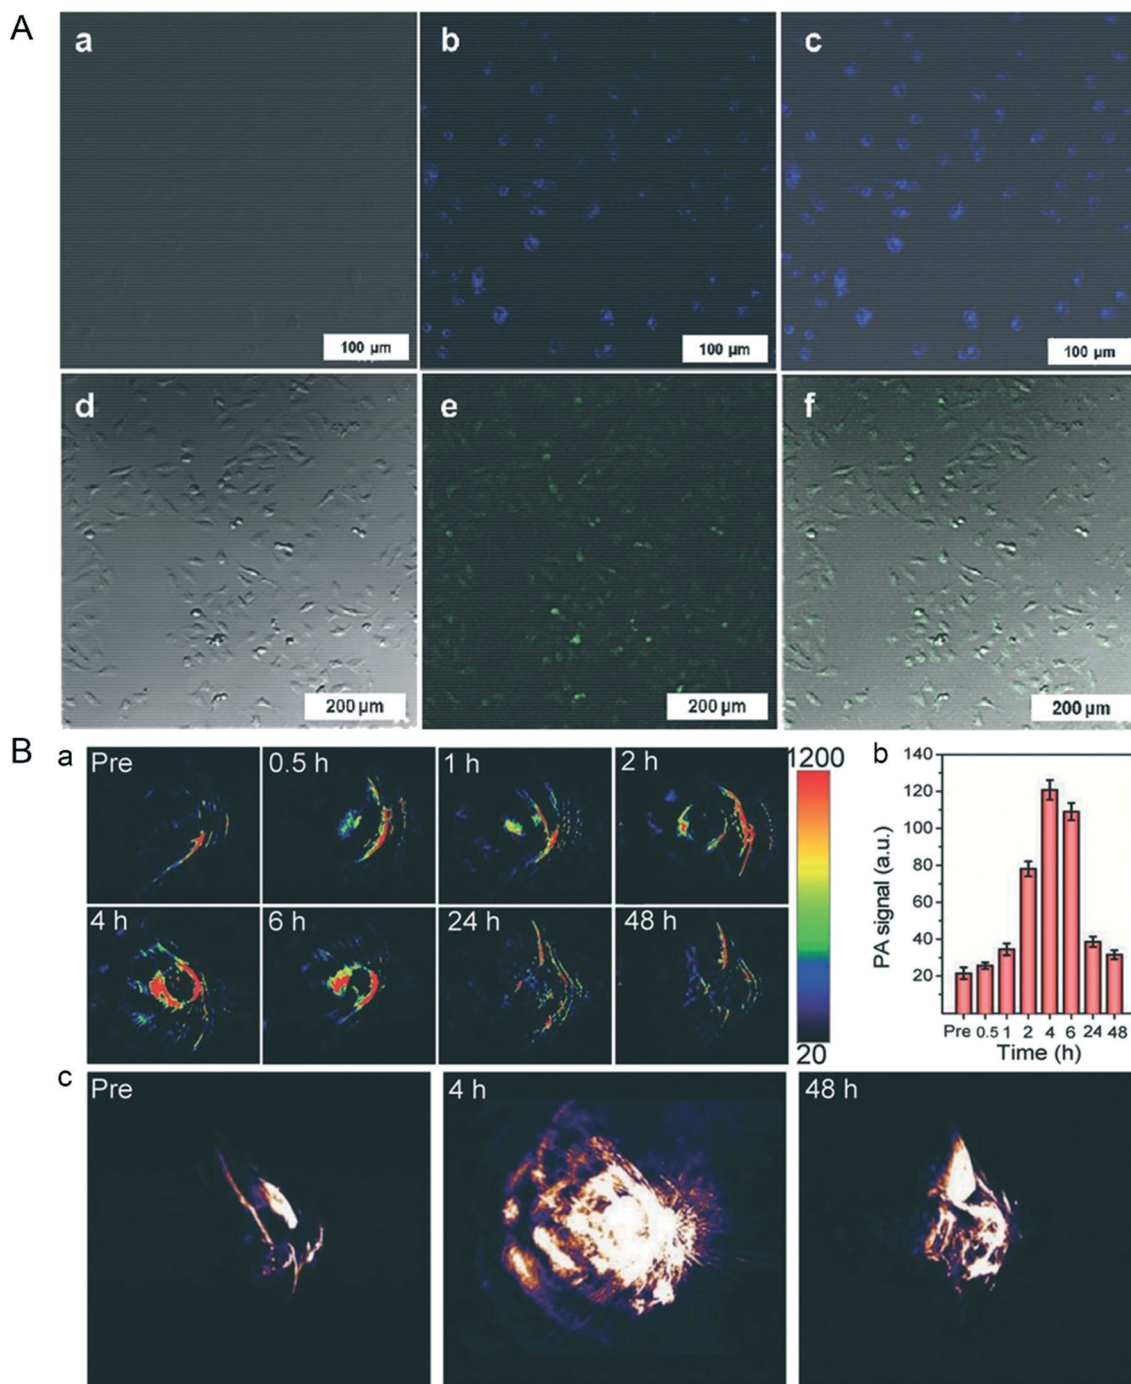 A
a
b
c
100 μm
100 μm
100 μm
d
e
f
200 μm
200 μm
200 μm
B
a
Pre
0.5 h
1 h
2 h
4 h
6 h
24 h
48 h
1200
20
b
PA signal (a.u.)
140
120
100
80
60
40
20
Pre 0.5 1 2 4 6 24 48
Time (h)
c
Pre
4 h
48 h